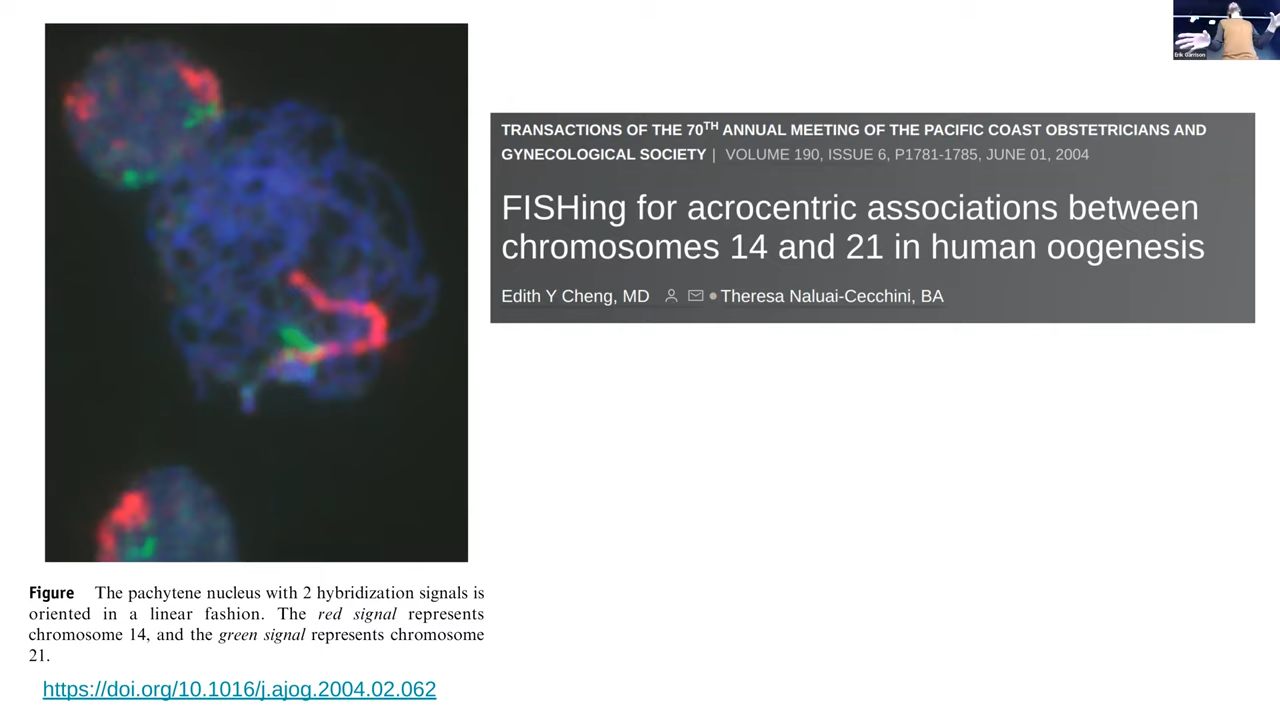 Erik Garrison
TRANSACTIONS OF THE 70TH ANNUAL MEETING OF THE PACIFIC COAST OBSTETRICIANS AND
GYNECOLOGICAL SOCIETY | VOLUME 190, ISSUE 6, P1781-1785, JUNE 01, 2004
FISHing for acrocentric associations between
chromosomes 14 and 21 in human oogenesis
Edith Y Cheng, MD • Theresa Naluai-Cecchini, BA
Figure The pachytene nucleus with 2 hybridization signals is
oriented in a linear fashion. The red signal represents
chromosome 14, and the green signal represents chromosome
21.
https://doi.org/10.1016/j.ajog.2004.02.062